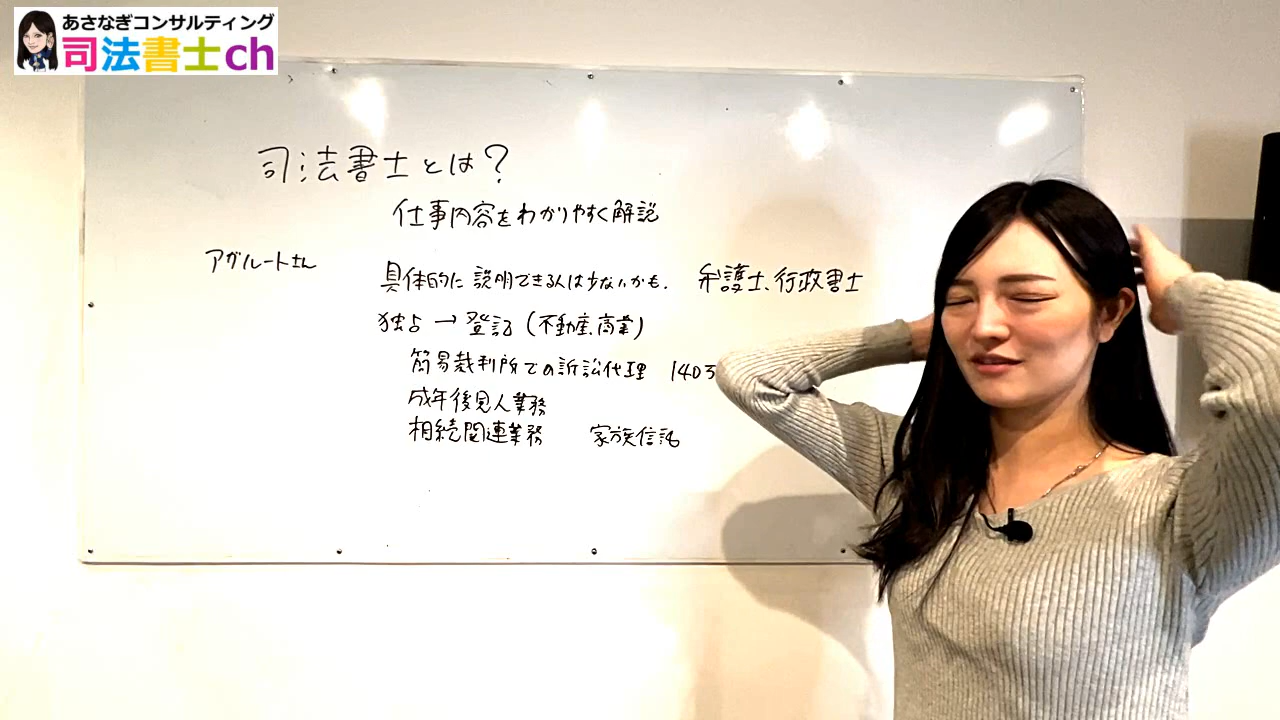 あさなぎコンサルティング
司法書士ch
司法書士とは?
仕事内容をわかりやすく解説
アガルートさん
具体的に説明できる人は少ないかも. 弁護士、行政書士
独占 → 登記 (不動産、商業)
簡易裁判所での訴訟代理 140万
成年後見人業務
相続関連業務 家族信託